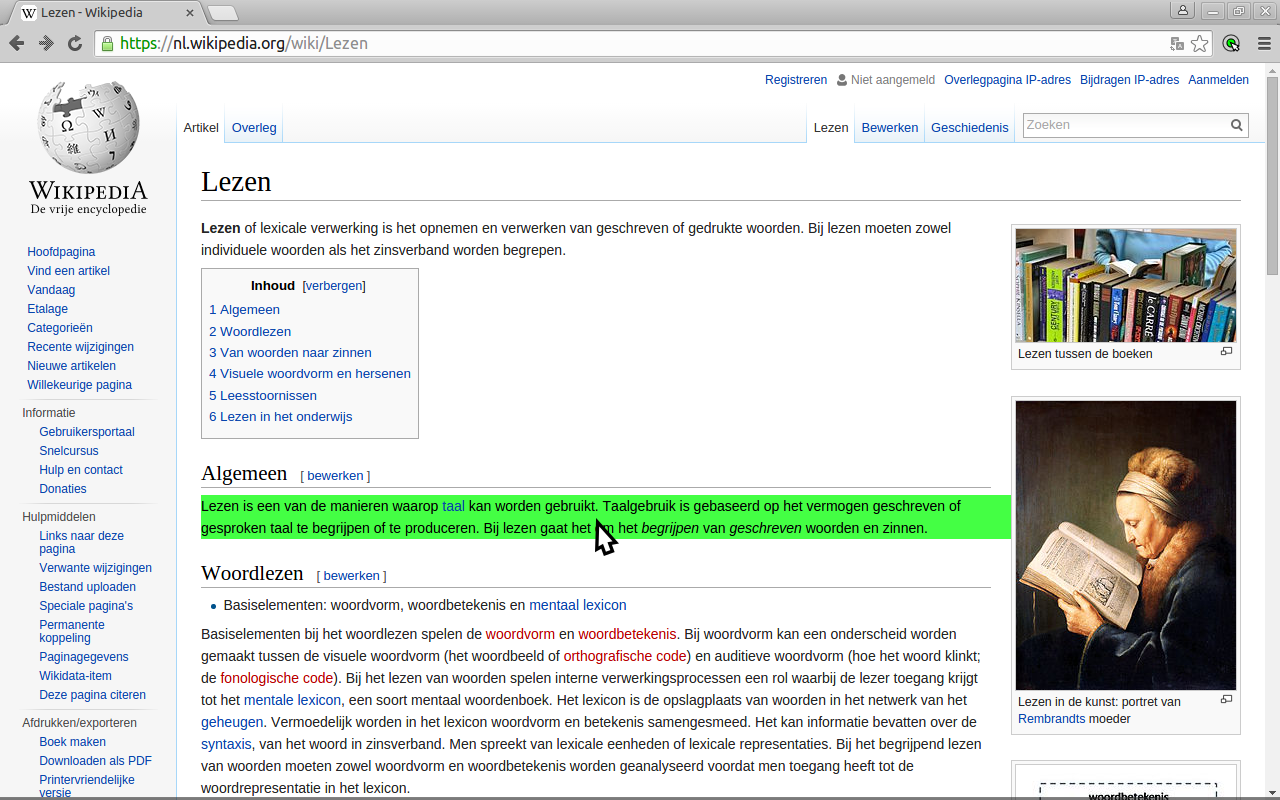 Lezen - Wikipedia
https://nl.wikipedia.org/wiki/Lezen
Registreren Niet aangemeld Overlegpagina IP-adres Bijdragen IP-adres Aanmelden
Artikel Overleg Lezen Bewerken Geschiedenis Zoeken
WIKIPEDIA
De vrije encyclopedie
Hoofdpagina
Vind een artikel
Vandaag
Etalage
Categorieën
Recente wijzigingen
Nieuwe artikelen
Willekeurige pagina
Informatie
Gebruikersportaal
Snelcursus
Hulp en contact
Donaties
Hulpmiddelen
Links naar deze
pagina
Verwante wijzigingen
Bestand uploaden
Speciale pagina's
Permanente
koppeling
Paginagegevens
Wikidata-item
Deze pagina citeren
Afdrukken/exporteren
Boek maken
Downloaden als PDF
Printervriendelijke
versie
Lezen
Lezen of lexicale verwerking is het opnemen en verwerken van geschreven of gedrukte woorden. Bij lezen moeten zowel
individuele woorden als het zinsverband worden begrepen.
Inhoud [verbergen]
1 Algemeen
2 Woordlezen
3 Van woorden naar zinnen
4 Visuele woordvorm en hersenen
5 Leesstoornissen
6 Lezen in het onderwijs
Algemeen [ bewerken ]
Lezen is een van de manieren waarop taal kan worden gebruikt. Taalgebruik is gebaseerd op het vermogen geschreven of
gesproken taal te begrijpen of te produceren. Bij lezen gaat het om het begrijpen van geschreven woorden en zinnen.
Woordlezen [ bewerken ]
Basiselementen: woordvorm, woordbetekenis en mentaal lexicon
Basiselementen bij het woordlezen spelen de woordvorm en woordbetekenis. Bij woordvorm kan een onderscheid worden
gemaakt tussen de visuele woordvorm (het woordbeeld of orthografische code) en auditieve woordvorm (hoe het woord klinkt;
de fonologische code). Bij het lezen van woorden spelen interne verwerkingsprocessen een rol waarbij de lezer toegang krijgt
tot het mentale lexicon, een soort mentaal woordenboek. Het lexicon is de opslagplaats van woorden in het netwerk van het
geheugen. Vermoedelijk worden in het lexicon woordvorm en betekenis samengesmeed. Het kan informatie bevatten over de
syntaxis, van het woord in zinsverband. Men spreekt van lexicale eenheden of lexicale representaties. Bij het begrijpend lezen
van woorden moeten zowel woordvorm en woordbetekenis worden geanalyseerd voordat men toegang heeft tot de
woordrepresentatie in het lexicon.
CENTURY
le CARRÉ
Lezen tussen de boeken
Lezen in de kunst: portret van
Rembrandts moeder
woordbetekenis